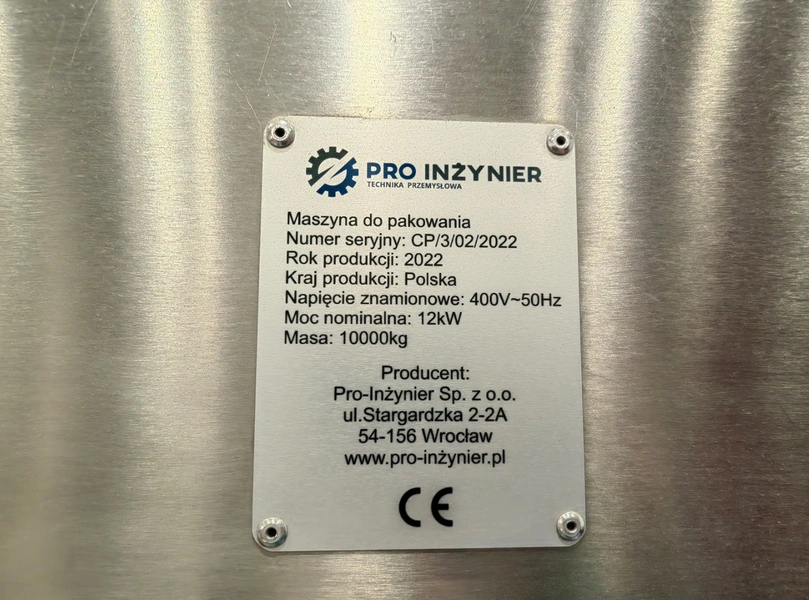 PRO INŻYNIER
TECHNIKA PRZEMYSŁOWA
Maszyna do pakowania
Numer seryjny: CP/3/02/2022
Rok produkcji: 2022
Kraj produkcji: Polska
Napięcie znamionowe: 400V~50Hz
Moc nominalna: 12kW
Masa: 10000kg
Producent:
Pro-Inżynier Sp. z o.o.
ul.Stargardzka 2-2A
54-156 Wrocław
www.pro-inżynier.pl
CE